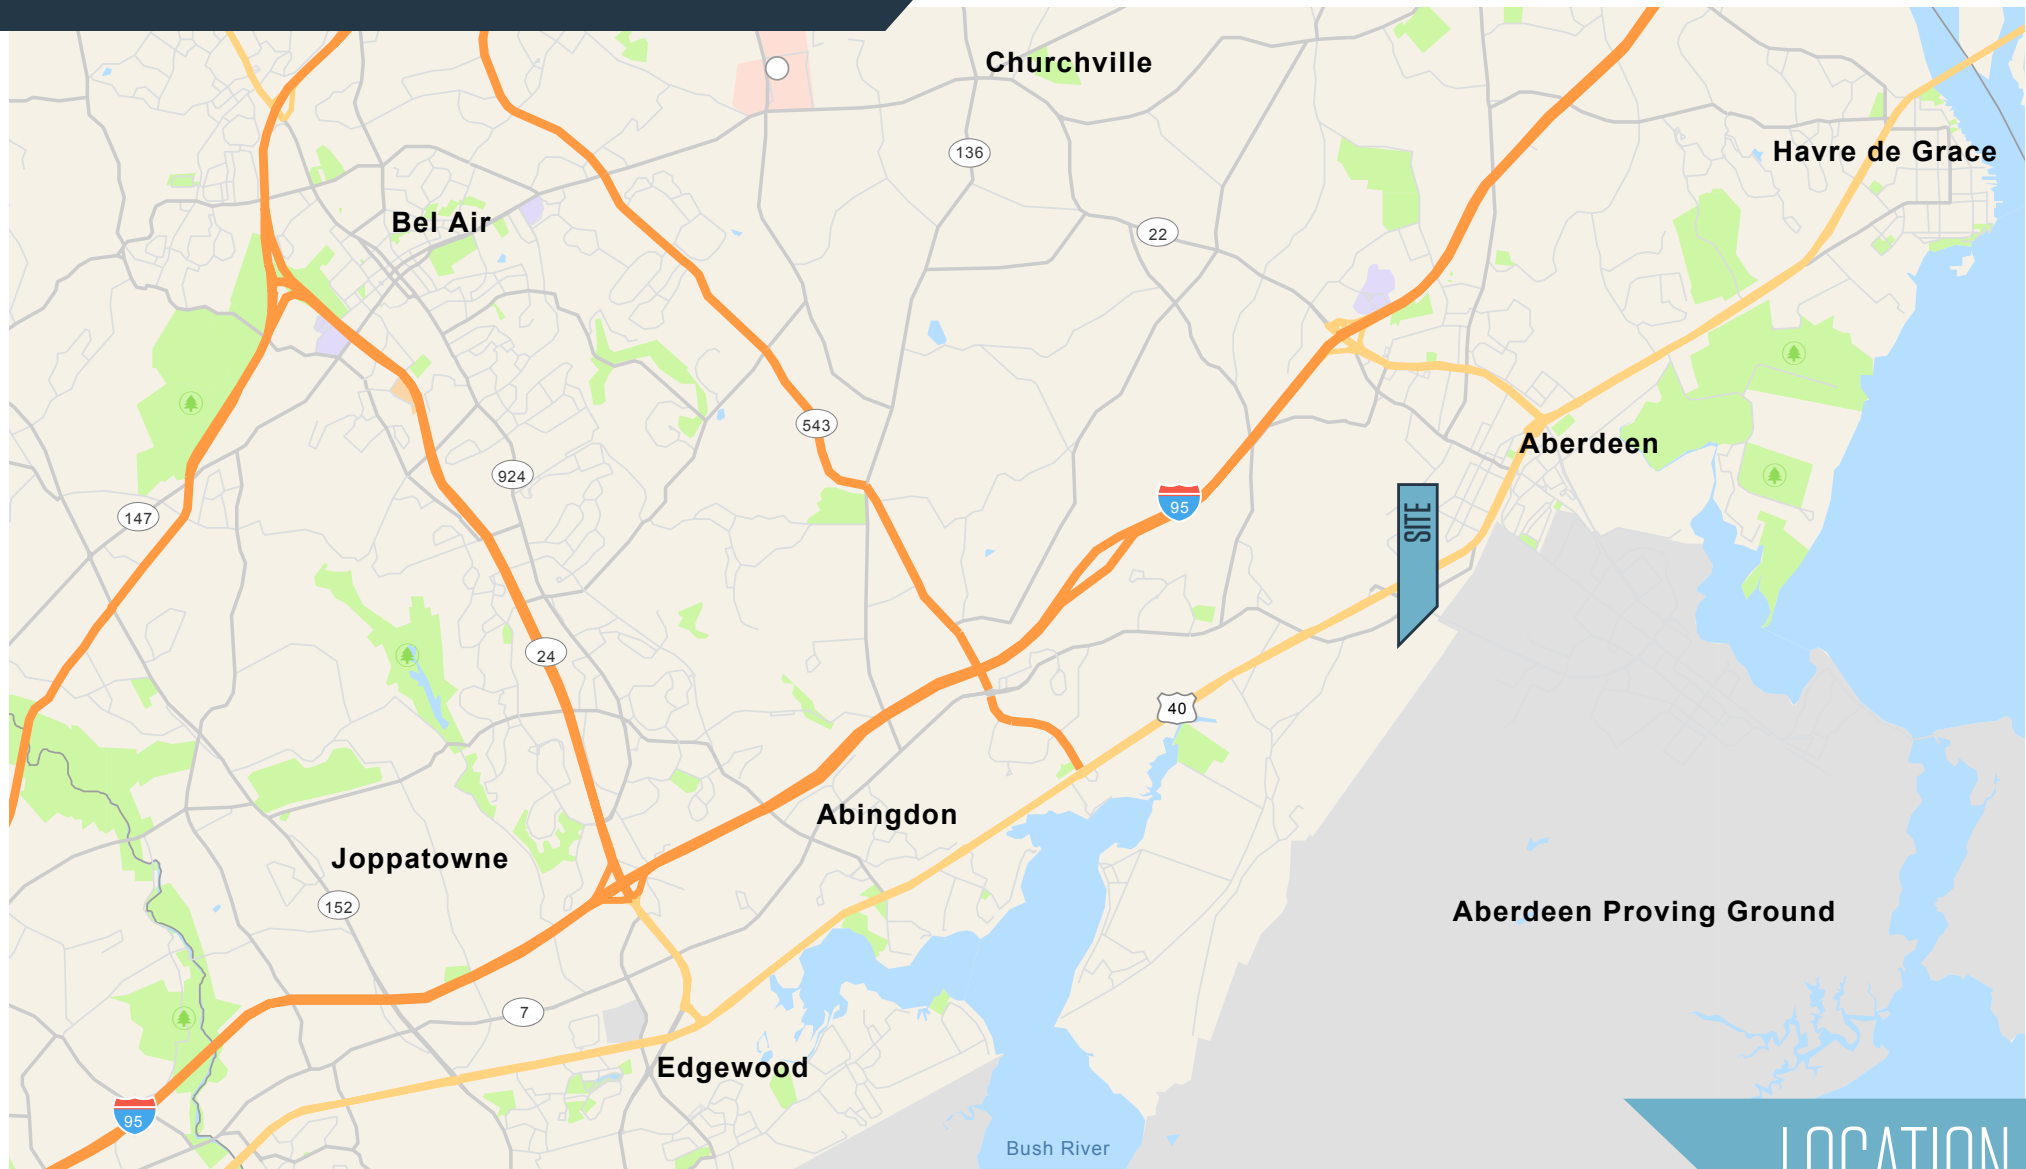 Churchville
136
Havre de Grace
Bel Air
22
543
Aberdeen
924
95
147
SITE
24
40
Abingdon
Joppatowne
152
Aberdeen Proving Ground
7
Edgewood
95
Bush River
LOCATION